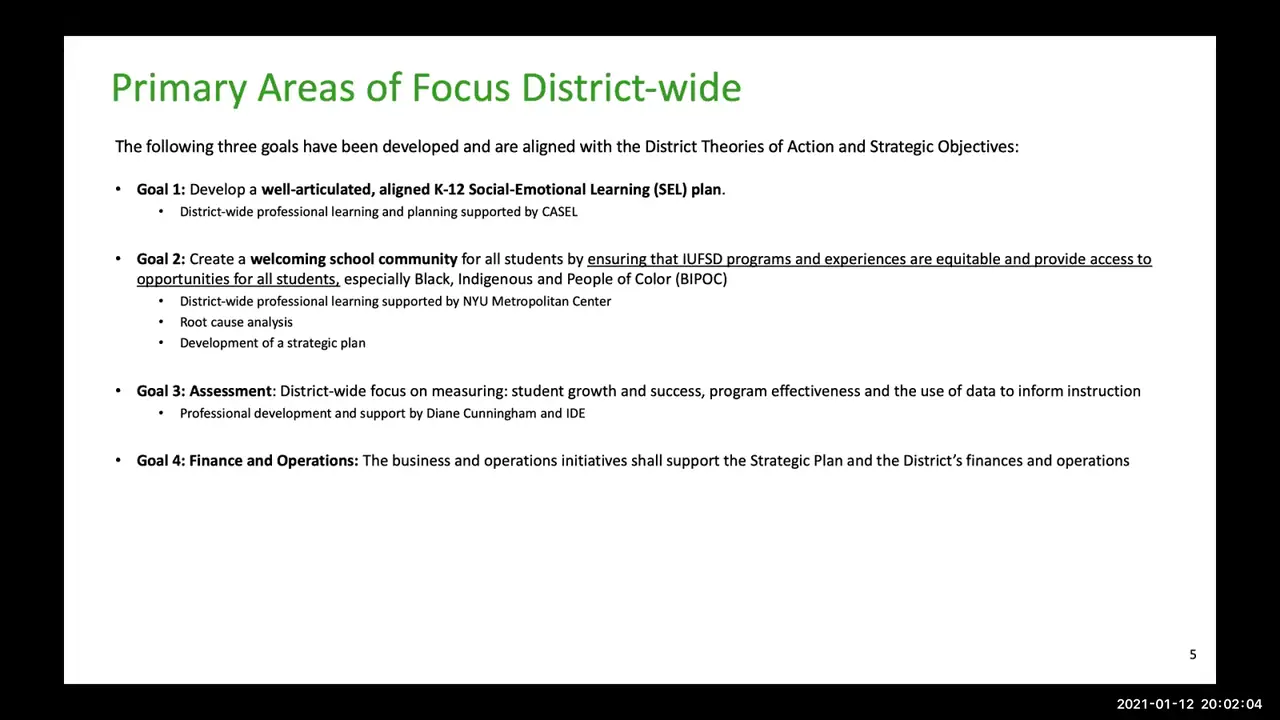 Primary Areas of Focus District-wide
The following three goals have been developed and are aligned with the District Theories of Action and Strategic Objectives:
• Goal 1: Develop a well-articulated, aligned K-12 Social-Emotional Learning (SEL) plan.
• District-wide professional learning and planning supported by CASEL
• Goal 2: Create a welcoming school community for all students by ensuring that IUFSD programs and experiences are equitable and provide access to
opportunities for all students, especially Black, Indigenous and People of Color (BIPOC)
• District-wide professional learning supported by NYU Metropolitan Center
• Root cause analysis
• Development of a strategic plan
• Goal 3: Assessment: District-wide focus on measuring: student growth and success, program effectiveness and the use of data to inform instruction
• Professional development and support by Diane Cunningham and IDE
• Goal 4: Finance and Operations: The business and operations initiatives shall support the Strategic Plan and the District’s finances and operations
5
2021-01-12 20:02:04